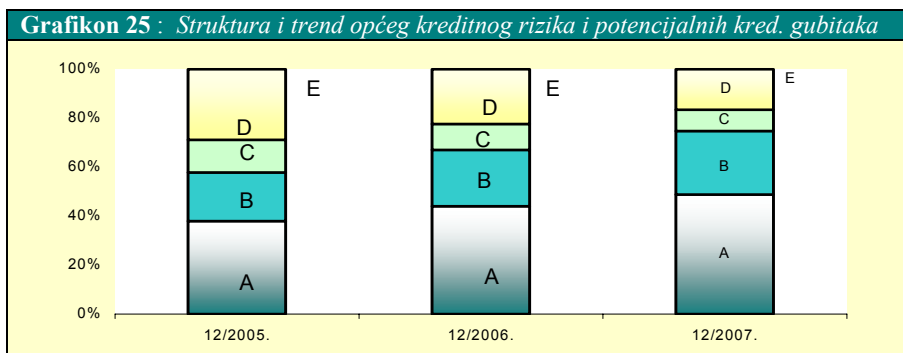 Grafikon 25 : Struktura i trend općeg kreditnog rizika i potencijalnih kred. gubitaka
100%
80%
60%
40%
20%
0%
E
D
C
B
A
E
D
C
B
A
E
D
C
B
A
12/2005.
12/2006.
12/2007.